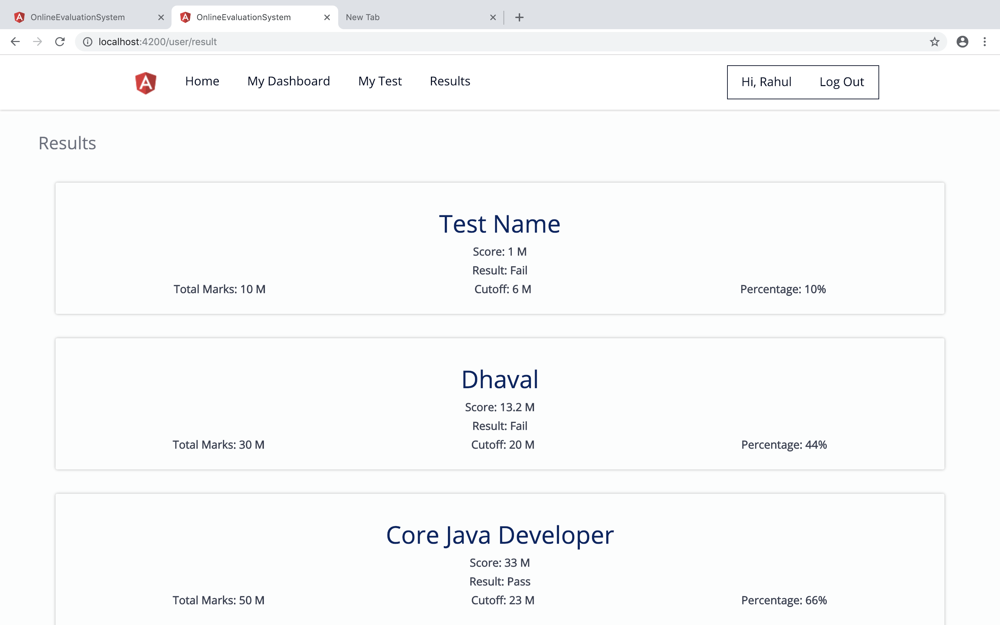 OnlineEvaluationSystem OnlineEvaluationSystem New Tab
localhost:4200/user/result
Home My Dashboard My Test Results Hi, Rahul Log Out
Results
Test Name
Score: 1 M
Result: Fail
Total Marks: 10 M Cutoff: 6 M Percentage: 10%
Dhaval
Score: 13.2 M
Result: Fail
Total Marks: 30 M Cutoff: 20 M Percentage: 44%
Core Java Developer
Score: 33 M
Result: Pass
Total Marks: 50 M Cutoff: 23 M Percentage: 66%